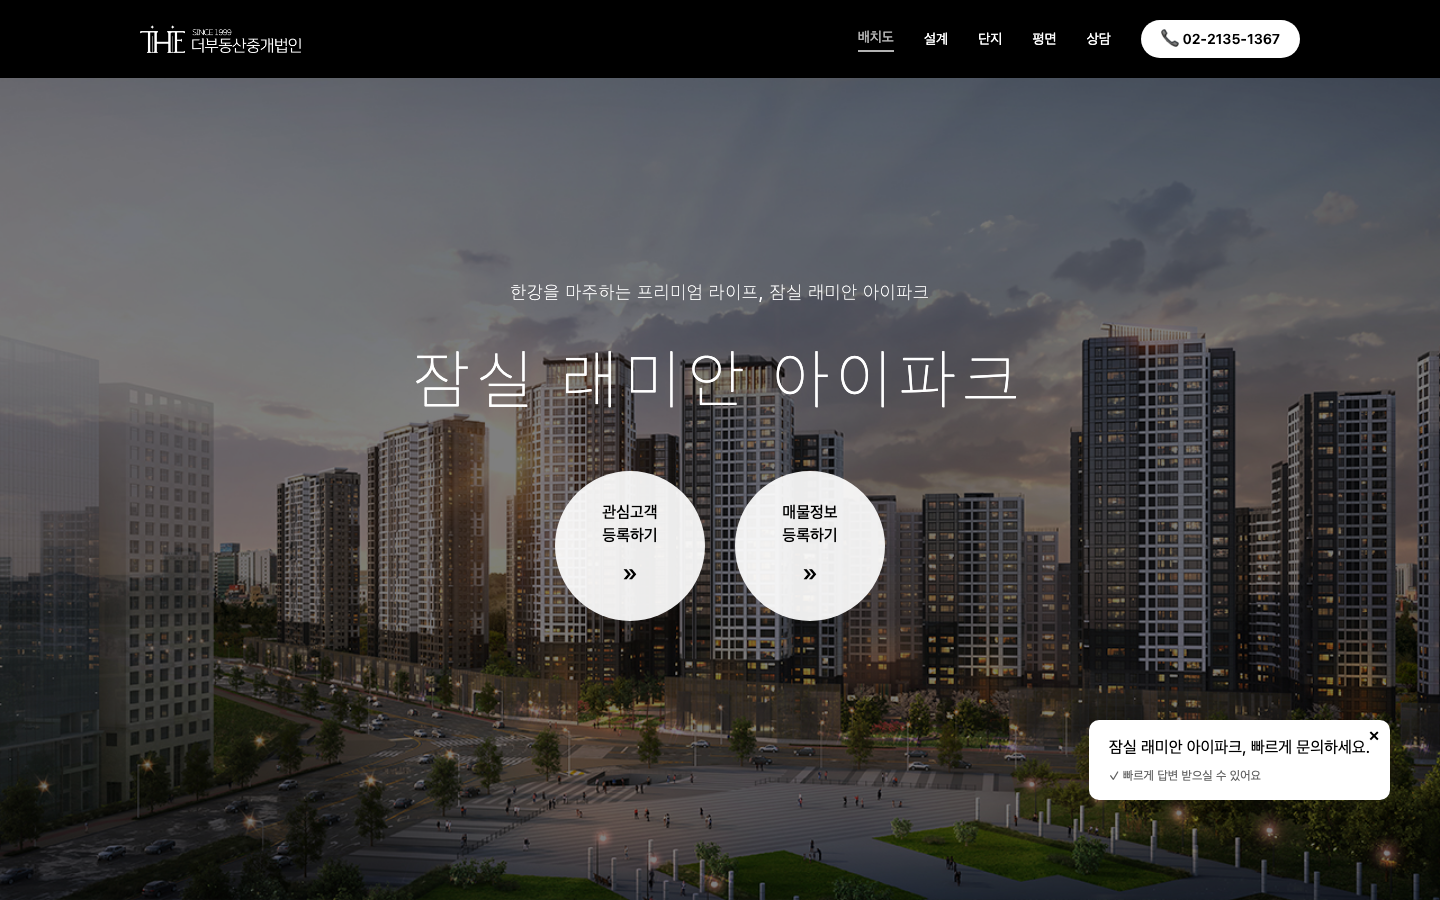 THE SINCE 1999
더부동산중개법인
배치도 설계 단지 평면 상담 02-2135-1367
한강을 마주하는 프리미엄 라이프, 잠실 래미안 아이파크
잠실 래미안 아이파크
관심고객
등록하기
»
매물정보
등록하기
»
잠실 래미안 아이파크, 빠르게 문의하세요.
✓ 빠르게 답변 받으실 수 있어요